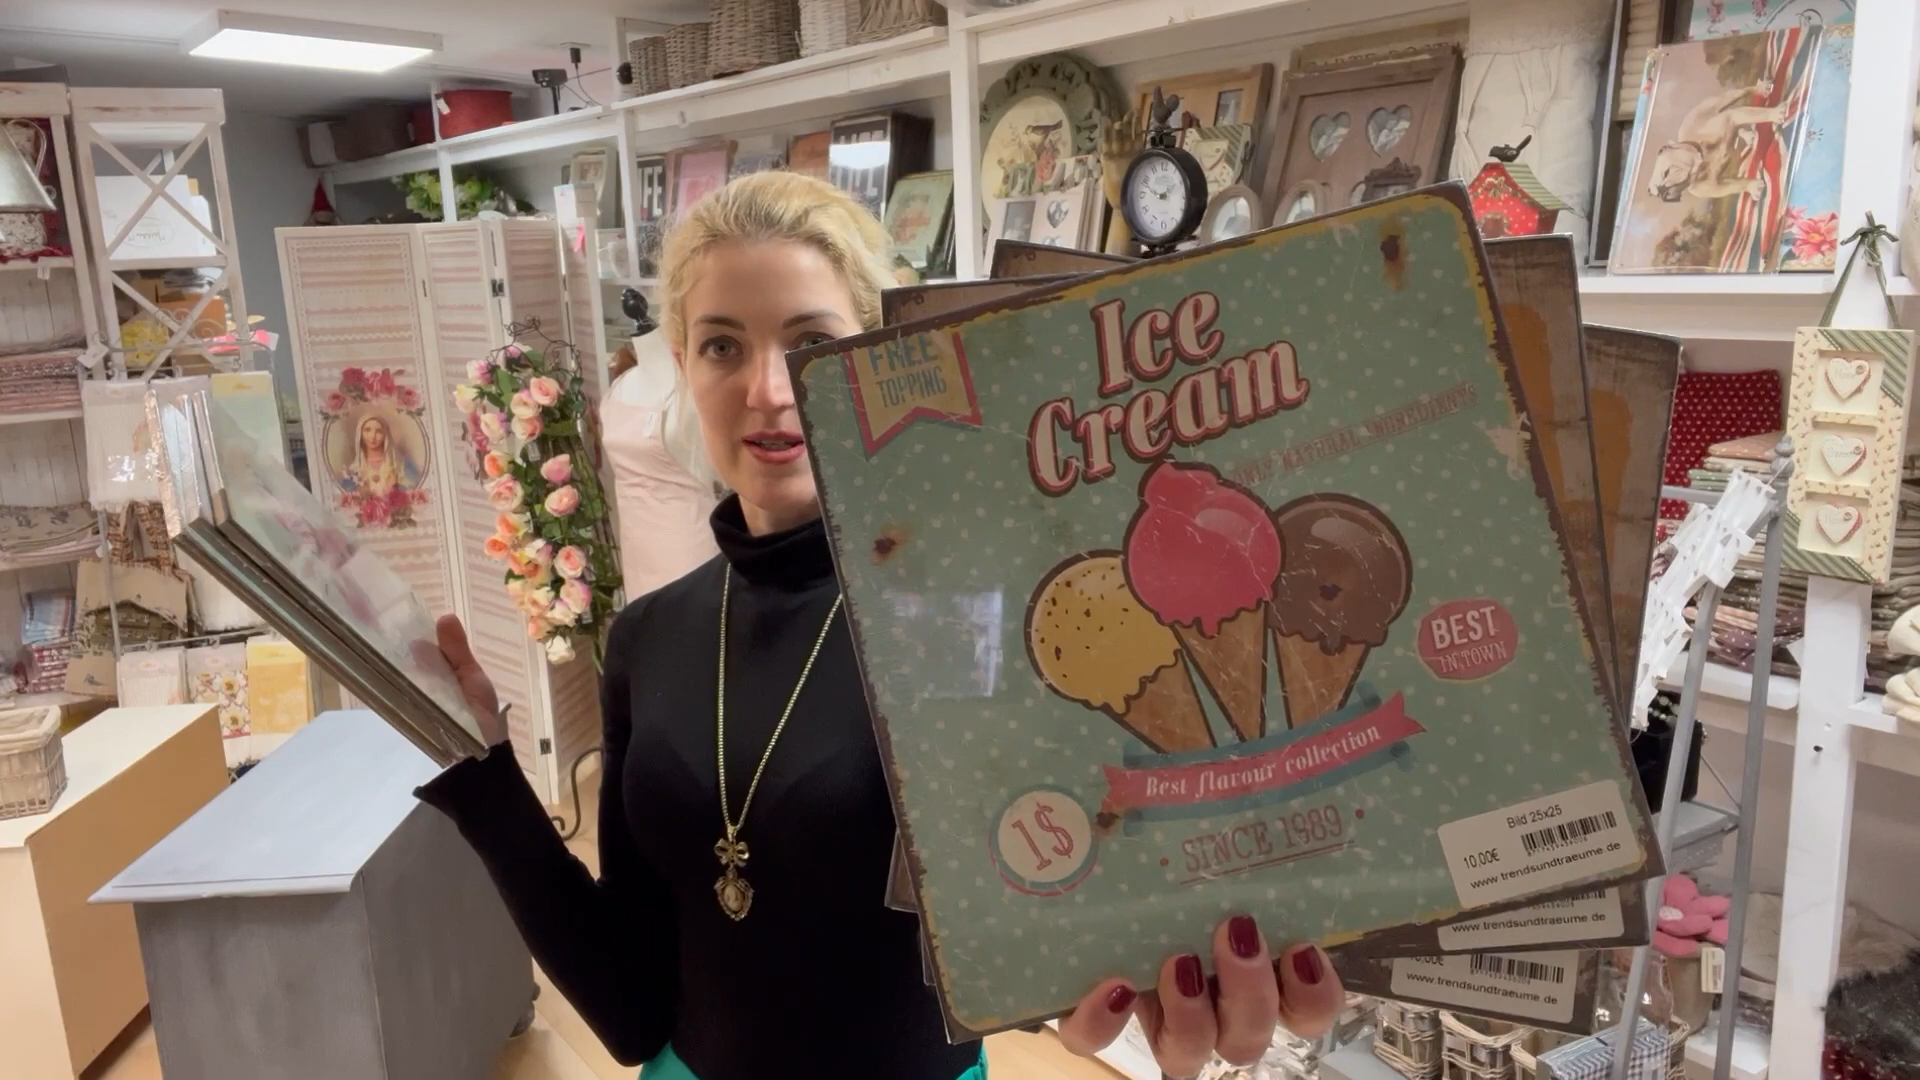 FREE
TOPPING
Ice
Cream
ONLY NATURAL INGREDIENTS
BEST
IN TOWN
Best flavour collection
1$
• SINCE 1989 •
Bild 25x25
10,00€
www.trendsundtraeume.de
www.trendsundtraeume.de
www.trendsundtraeume.de